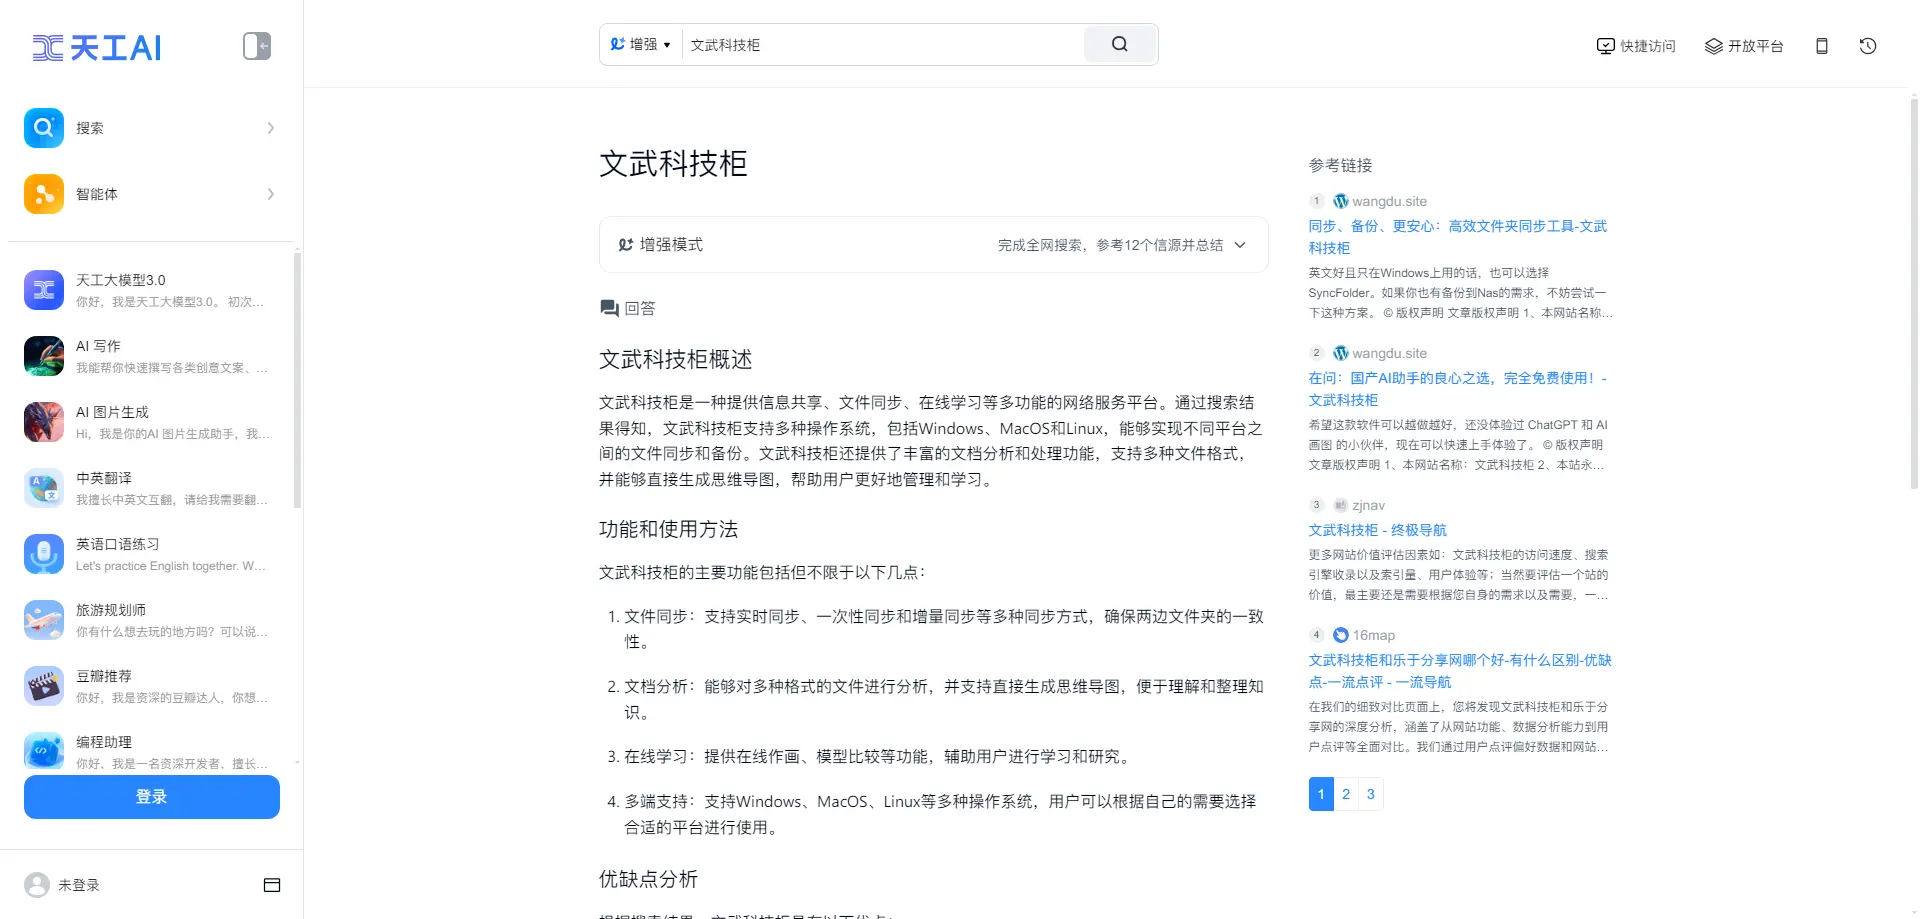 天工AI
增强
文武科技柜
快捷访问
开放平台
搜索
智能体
天工大模型3.0
你好，我是天工大模型3.0。 初次…
AI 写作
我能帮你快速撰写各类创意文案、…
AI 图片生成
Hi，我是你的AI 图片生成助手，我…
中英翻译
我擅长中英文互翻，请给我需要翻…
英语口语练习
Let's practice English together. W…
旅游规划师
你有什么想去玩的地方吗？可以说…
豆瓣推荐
你好，我是资深的豆瓣达人，你想…
编程助理
你好，我是一名资深开发者，擅长…
登录
未登录
文武科技柜
增强模式
完成全网搜索，参考12个信源并总结
回答
文武科技柜概述
文武科技柜是一种提供信息共享、文件同步、在线学习等多功能的网络服务平台。通过搜索结
果得知，文武科技柜支持多种操作系统，包括Windows、MacOS和Linux，能够实现不同平台之
间的文件同步和备份。文武科技柜还提供了丰富的文档分析和处理功能，支持多种文件格式，
并能够直接生成思维导图，帮助用户更好地管理和学习。
功能和使用方法
文武科技柜的主要功能包括但不限于以下几点：
1. 文件同步：支持实时同步、一次性同步和增量同步等多种同步方式，确保两边文件夹的一致
性。
2. 文档分析：能够对多种格式的文件进行分析，并支持直接生成思维导图，便于理解和整理知
识。
3. 在线学习：提供在线作画、模型比较等功能，辅助用户进行学习和研究。
4. 多端支持：支持Windows、MacOS、Linux等多种操作系统，用户可以根据自己的需要选择
合适的平台进行使用。
优缺点分析
根据搜索结果，文武科技柜具有以下优点：
参考链接
1 wangdu.site
同步、备份、更安心：高效文件夹同步工具-文武
科技柜
英文好且只在Windows上用的话，也可以选择
SyncFolder。如果你也有备份到Nas的需求，不妨尝试一
下这种方案。 © 版权声明 文章版权声明 1、本网站名称…
2 wangdu.site
在问：国产AI助手的良心之选，完全免费使用！-
文武科技柜
希望这款软件可以越做越好，还没体验过 ChatGPT 和 AI
画图 的小伙伴，现在可以快速上手体验了。 © 版权声明
文章版权声明 1、本网站名称：文武科技柜 2、本站永…
3 zjnav
文武科技柜 - 终极导航
更多网站价值评估因素如：文武科技柜的访问速度、搜索
引擎收录以及索引量、用户体验等；当然要评估一个站的
价值，最主要还是需要根据您自身的需求以及需要，一…
4 16map
文武科技柜和乐于分享网哪个好-有什么区别-优缺
点-一流点评 - 一流导航
在我们的细致对比页面上，您将发现文武科技柜和乐于分
享网的深度分析，涵盖了从网站功能、数据分析能力到用
户点评等全面对比。我们通过用户点评偏好数据和网站…
1 2 3